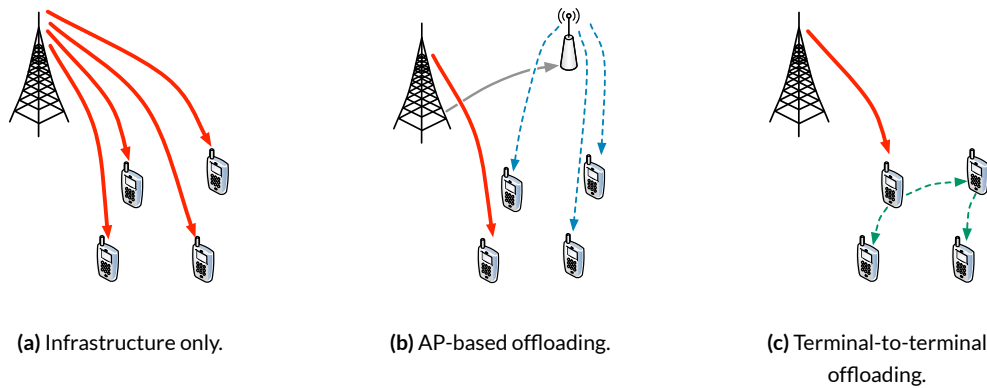 (a) Infrastructure only.
(b) AP-based offloading.
(c) Terminal-to-terminal
offloading.